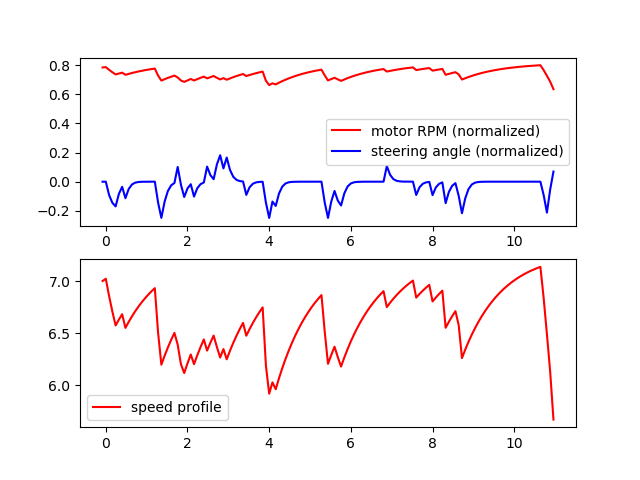 0.8
0.6
0.4
0.2
0.0
−0.2
motor RPM (normalized)
steering angle (normalized)
0 2 4 6 8 10
7.0
6.5
6.0
speed profile
0 2 4 6 8 10